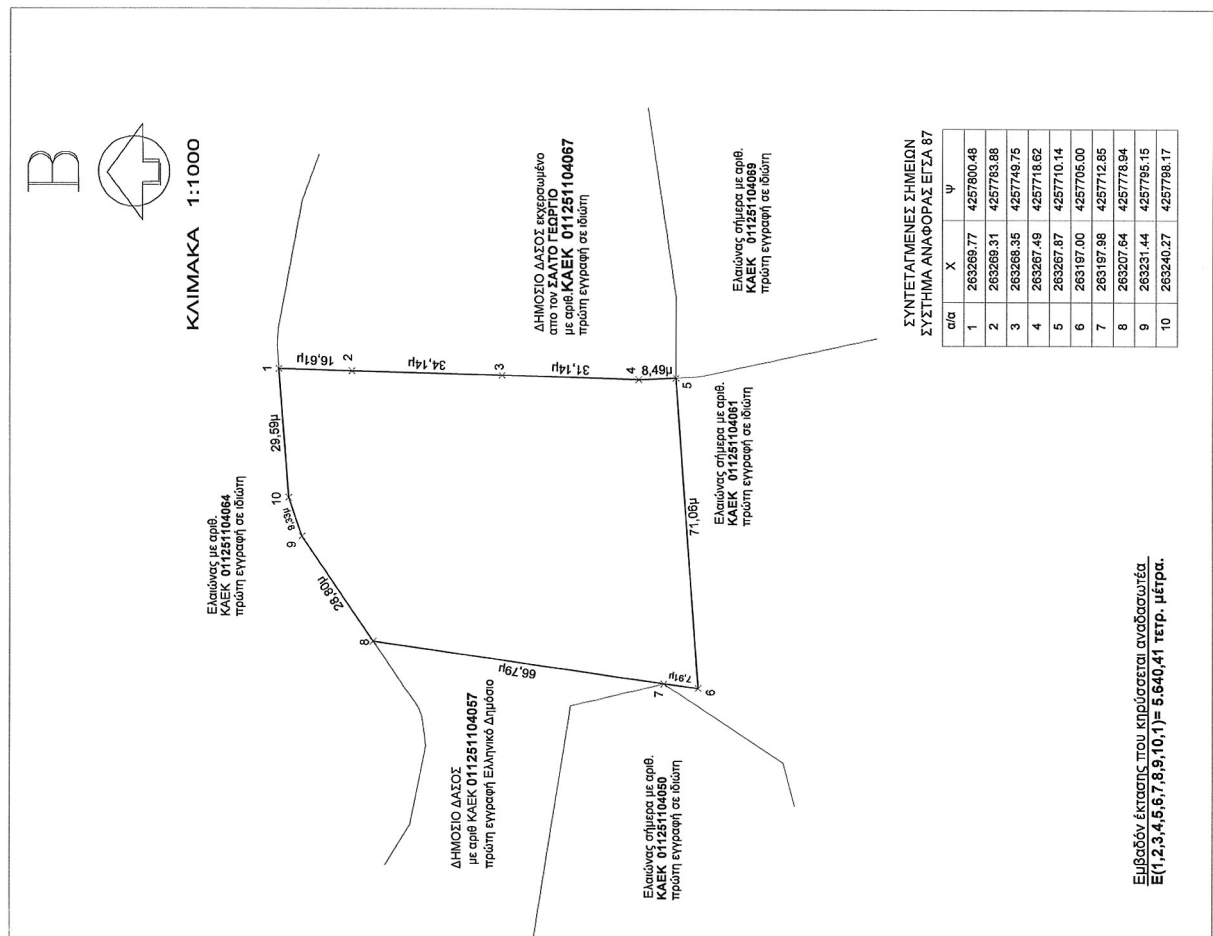 Β
ΚΛΙΜΑΚΑ 1:1000
Ελαιώνας με αριθ.
ΚΑΕΚ 011251104064
πρώτη εγγραφή σε ιδιώτη
ΔΗΜΟΣΙΟ ΔΑΣΟΣ εκχερσωμένο
απο τον ΣΑΛΤΟ ΓΕΩΡΓΙΟ
με αριθ.ΚΑΕΚ 011251104067
πρώτη εγγραφή σε ιδιώτη
1
16,61μ
2
34,14μ
3
31,14μ
4
8,49μ
5
71,06μ
6
7,91μ
7
66,79μ
8
28,80μ
9
9,33μ
10
29,59μ
ΔΗΜΟΣΙΟ ΔΑΣΟΣ
με αριθ ΚΑΕΚ 011251104057
πρώτη εγγραφή Ελληνικό Δημόσιο
Ελαιώνας σήμερα με αριθ.
ΚΑΕΚ 011251104050
πρώτη εγγραφή σε ιδιώτη
Ελαιώνας σήμερα με αριθ.
ΚΑΕΚ 011251104061
πρώτη εγγραφή σε ιδιώτη
Ελαιώνας σήμερα με αριθ.
ΚΑΕΚ 011251104069
πρώτη εγγραφή σε ιδιώτη
ΣΥΝΤΕΤΑΓΜΕΝΕΣ ΣΗΜΕΙΩΝ
ΣΥΣΤΗΜΑ ΑΝΑΦΟΡΑΣ ΕΓΣΑ 87
α/α Χ Ψ
1 263269.77 4257800.48
2 263269.31 4257783.88
3 263268.35 4257749.75
4 263267.49 4257718.62
5 263267.87 4257710.14
6 263197.00 4257705.00
7 263197.98 4257712.85
8 263207.64 4257778.94
9 263231.44 4257795.15
10 263240.27 4257798.17
Εμβαδόν έκτασης που κηρύσσεται αναδασωτέα
Ε(1,2,3,4,5,6,7,8,9,10,1)= 5.640,41 τετρ. μέτρα.